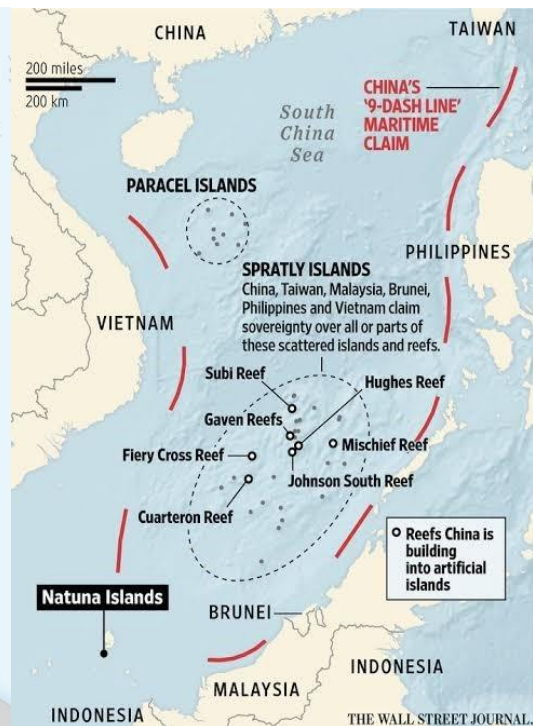 CHINA
TAIWAN
200 miles
200 km
CHINA'S
'9-DASH LINE'
MARITIME
CLAIM
South
China
Sea
PARACEL ISLANDS
PHILIPPINES
SPRATLY ISLANDS
China, Taiwan, Malaysia, Brunei,
Philippines and Vietnam claim
sovereignty over all or parts of
these scattered islands and reefs.
VIETNAM
Subi Reef
Hughes Reef
Gaven Reefs
Mischief Reef
Fiery Cross Reef
Johnson South Reef
Cuarteron Reef
Reefs China is
building
into artificial
islands
Natuna Islands
BRUNEI
INDONESIA
MALAYSIA
INDONESIA
THE WALL STREET JOURNAL.